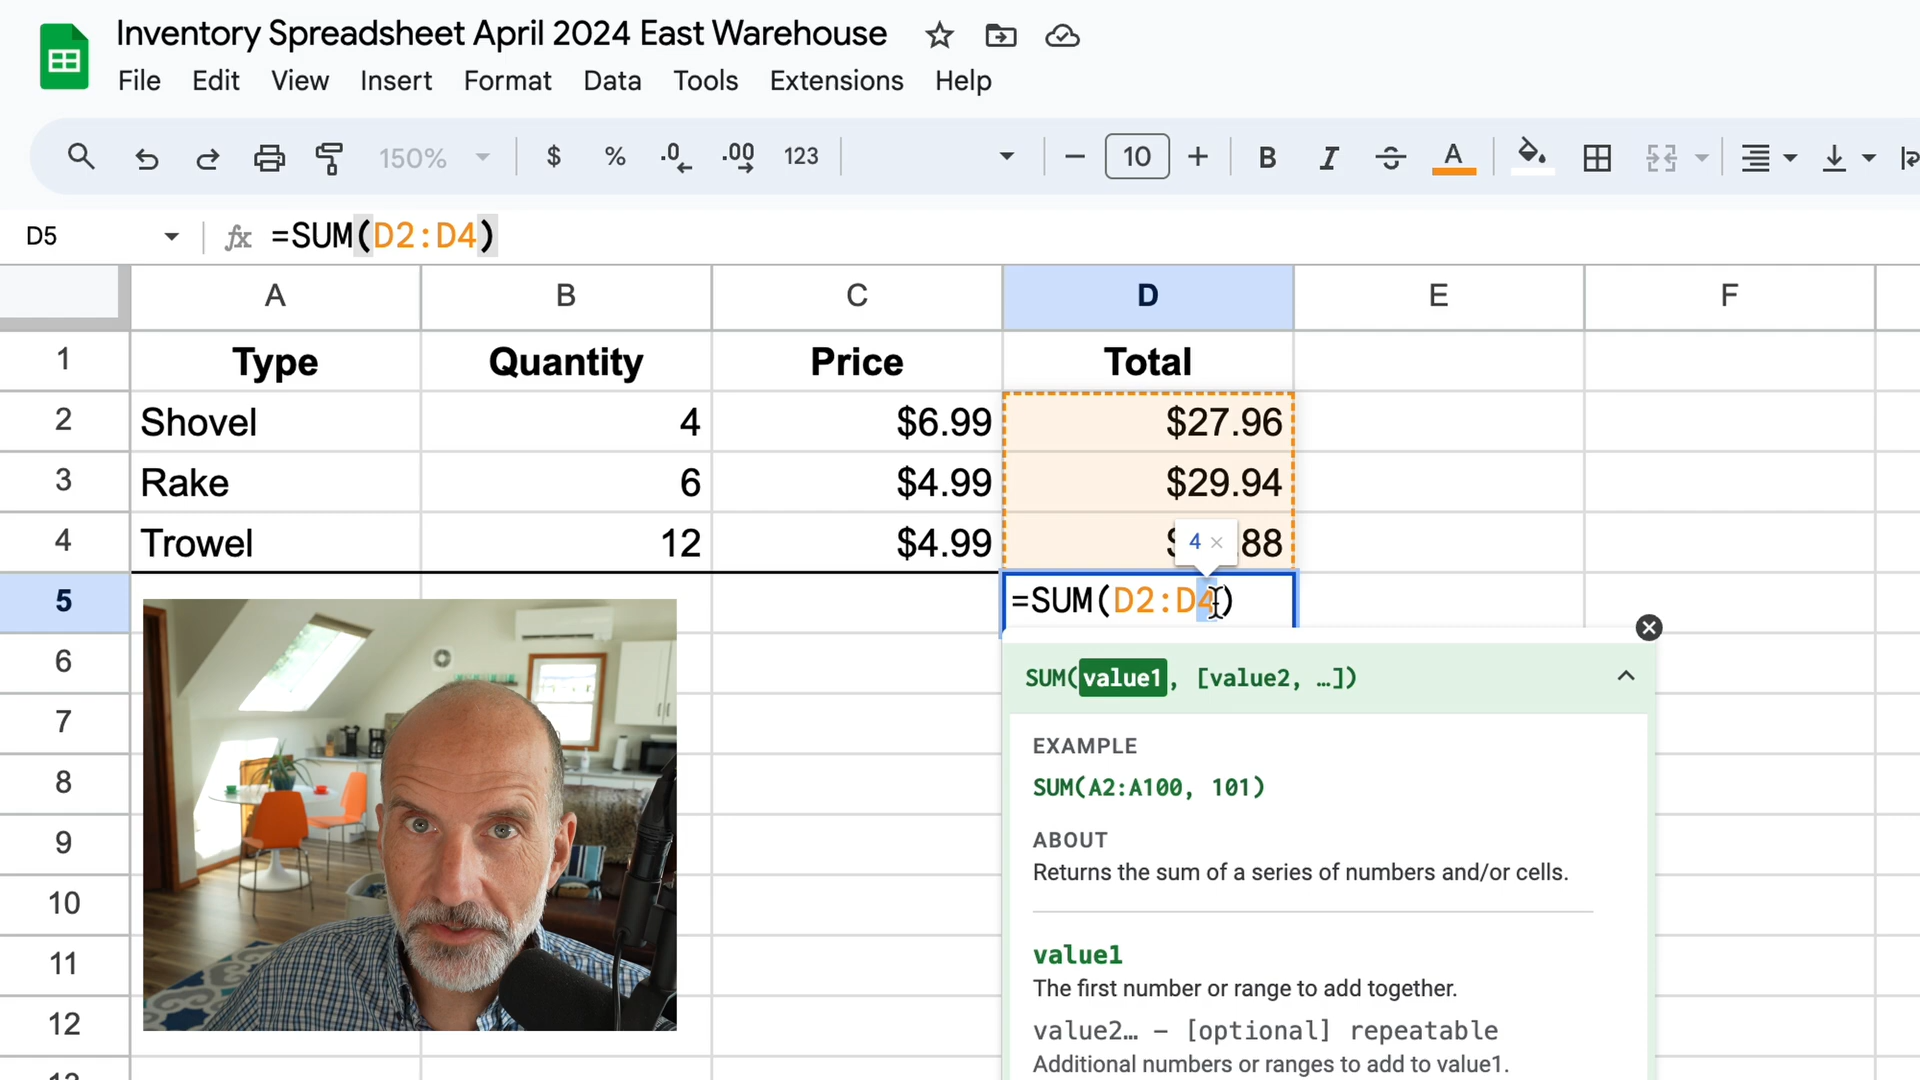 Inventory Spreadsheet April 2024 East Warehouse
File Edit View Insert Format Data Tools Extensions Help
150% $ % .0 .00 123 10 B I A
D5 fx =SUM(D2:D4)
A B C D E F
1 Type Quantity Price Total
2 Shovel 4 $6.99 $27.96
3 Rake 6 $4.99 $29.94
4 Trowel 12 $4.99 88
4 ×
5 =SUM(D2:D4)
SUM(value1, [value2, …])
6
EXAMPLE
7
SUM(A2:A100, 101)
8
ABOUT
9
Returns the sum of a series of numbers and/or cells.
10
value1
11
The first number or range to add together.
12
value2… – [optional] repeatable
Additional numbers or ranges to add to value1.